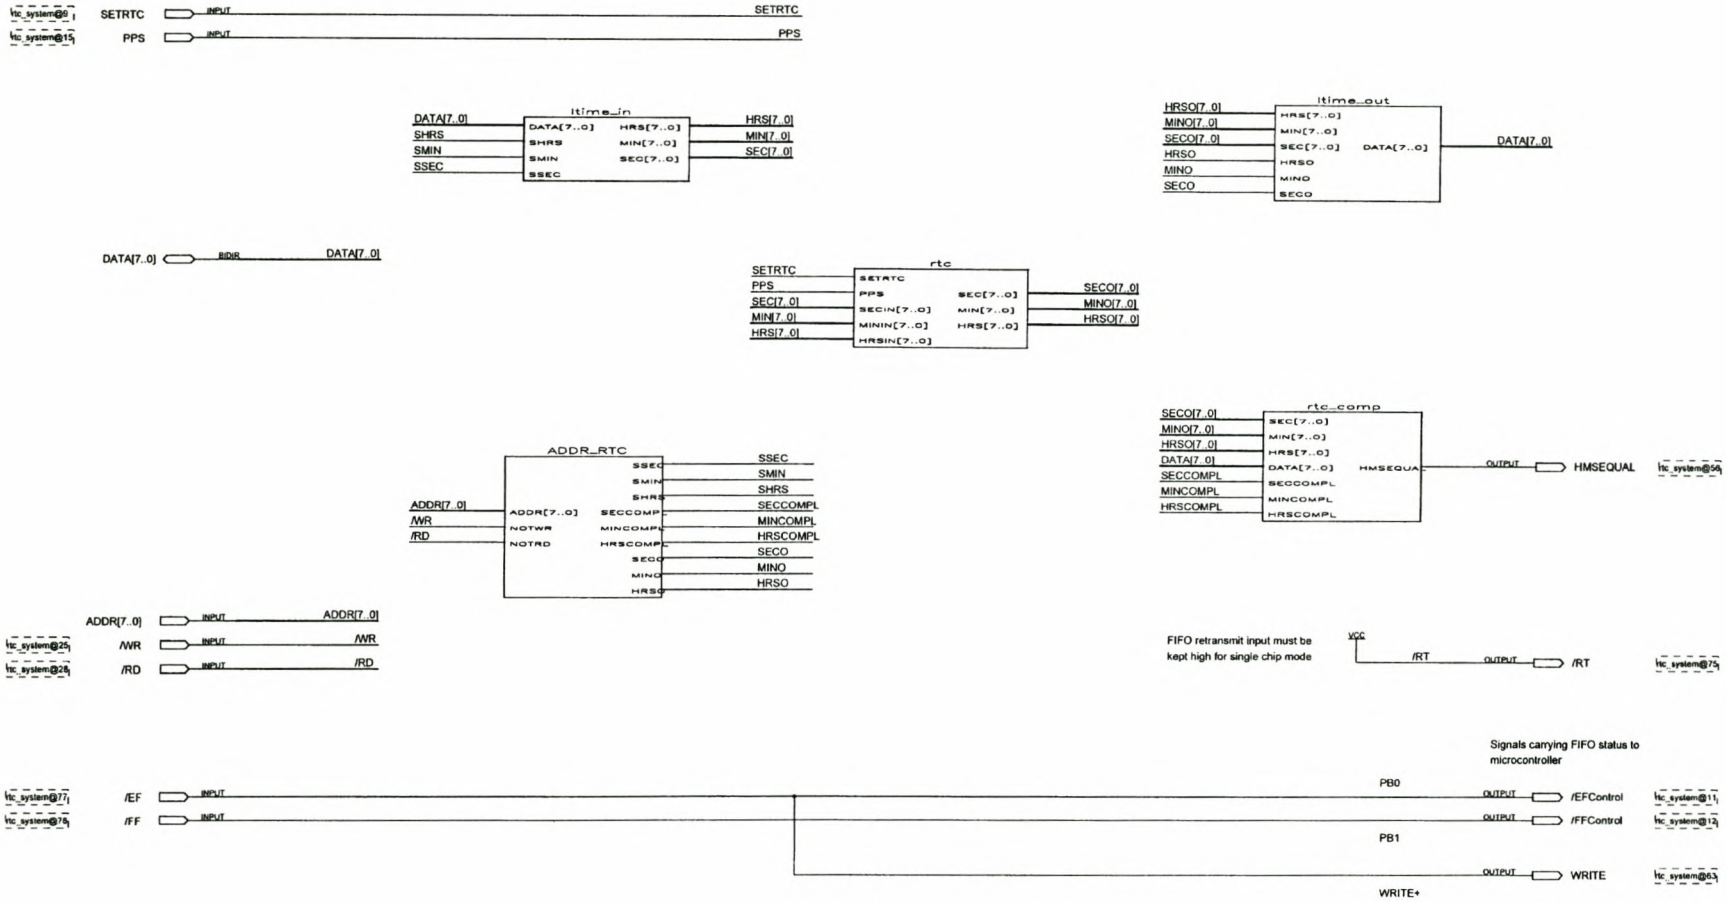 rtc_system@9 SETRTC INPUT SETRTC
rtc_system@15 PPS INPUT PPS
ltime_in
DATA[7..0] DATA[7..0] HRS[7..0] HRS[7..0]
SHRS SHRS MIN[7..0] MIN[7..0]
SMIN SMIN SEC[7..0] SEC[7..0]
SSEC SSEC
ltime_out
HRSO[7..0] HRS[7..0]
MINO[7..0] MIN[7..0]
SECO[7..0] SEC[7..0] DATA[7..0] DATA[7..0]
HRSO HRSO
MINO MINO
SECO SECO
DATA[7..0] BIDIR DATA[7..0]
rtc
SETRTC SETRTC
PPS PPS SEC[7..0] SECO[7..0]
SEC[7..0] SECIN[7..0] MIN[7..0] MINO[7..0]
MIN[7..0] MININ[7..0] HRS[7..0] HRSO[7..0]
HRS[7..0] HRSIN[7..0]
rtc_comp
SECO[7..0] SEC[7..0]
MINO[7..0] MIN[7..0]
HRSO[7..0] HRS[7..0]
DATA[7..0] DATA[7..0] HMSEQUA OUTPUT HMSEQUAL rtc_system@56
SECCOMPL SECCOMPL
MINCOMPL MINCOMPL
HRSCOMPL HRSCOMPL
ADDR_RTC
SSEC SSEC
SMIN SMIN
SHRS SHRS
ADDR[7..0] ADDR[7..0] SECCOMP SECCOMPL
/WR NOTWR MINCOMPL MINCOMPL
/RD NOTRD HRSCOMPL HRSCOMPL
SECO SECO
MINO MINO
HRSO HRSO
ADDR[7..0] INPUT ADDR[7..0]
rtc_system@25 /WR INPUT /WR
rtc_system@28 /RD INPUT /RD
FIFO retransmit input must be
kept high for single chip mode
VCC
/RT OUTPUT /RT rtc_system@75
Signals carrying FIFO status to
microcontroller
PB0
rtc_system@77 /EF INPUT OUTPUT /EFControl rtc_system@11
rtc_system@76 /FF INPUT OUTPUT /FFControl rtc_system@12
PB1
OUTPUT WRITE rtc_system@63
WRITE+